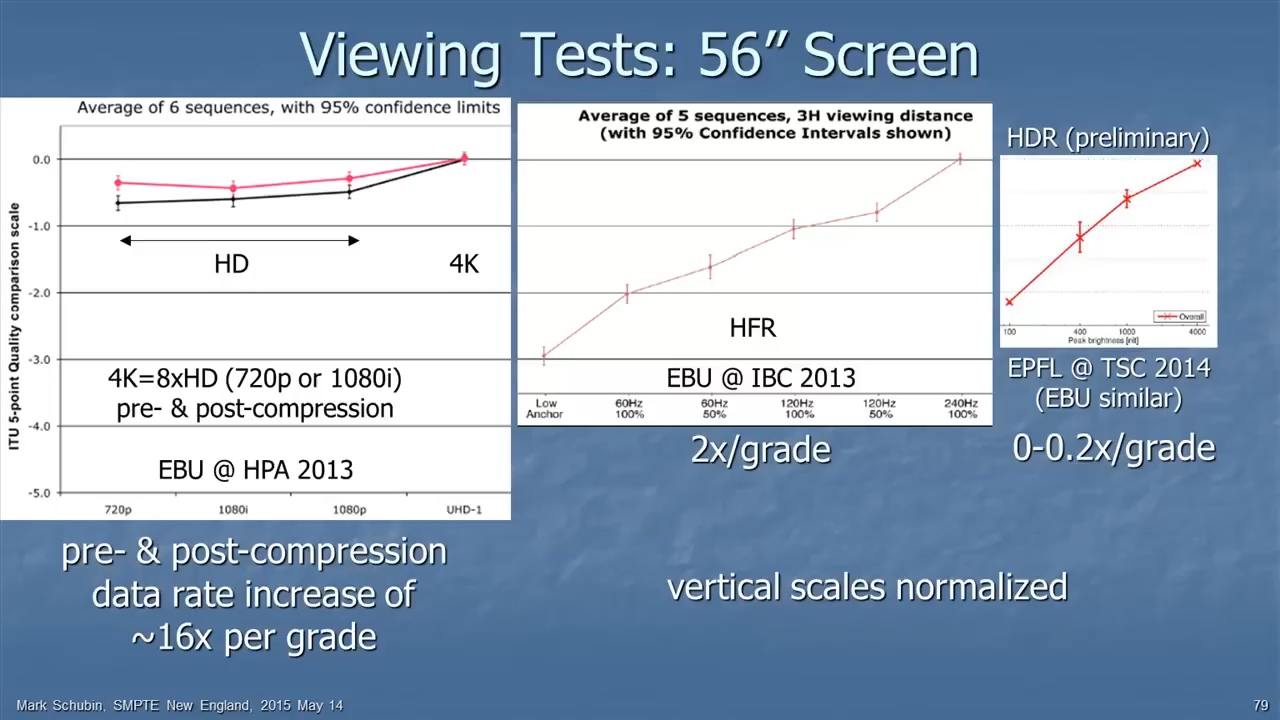 Viewing Tests: 56” Screen
Average of 6 sequences, with 95% confidence limits
ITU 5-point Quality comparison scale
0.0
-1.0
-2.0
-3.0
-4.0
-5.0
HD
4K
4K=8xHD (720p or 1080i)
pre- & post-compression
EBU @ HPA 2013
720p
1080i
1080p
UHD-1
pre- & post-compression
data rate increase of
~16x per grade
Average of 5 sequences, 3H viewing distance
(with 95% Confidence Intervals shown)
HFR
EBU @ IBC 2013
Low
Anchor
60Hz
100%
60Hz
50%
120Hz
100%
120Hz
50%
240Hz
100%
2x/grade
HDR (preliminary)
Overall
100
400
1000
4000
Peak brightness [nit]
EPFL @ TSC 2014
(EBU similar)
0-0.2x/grade
vertical scales normalized
Mark Schubin, SMPTE New England, 2015 May 14
79